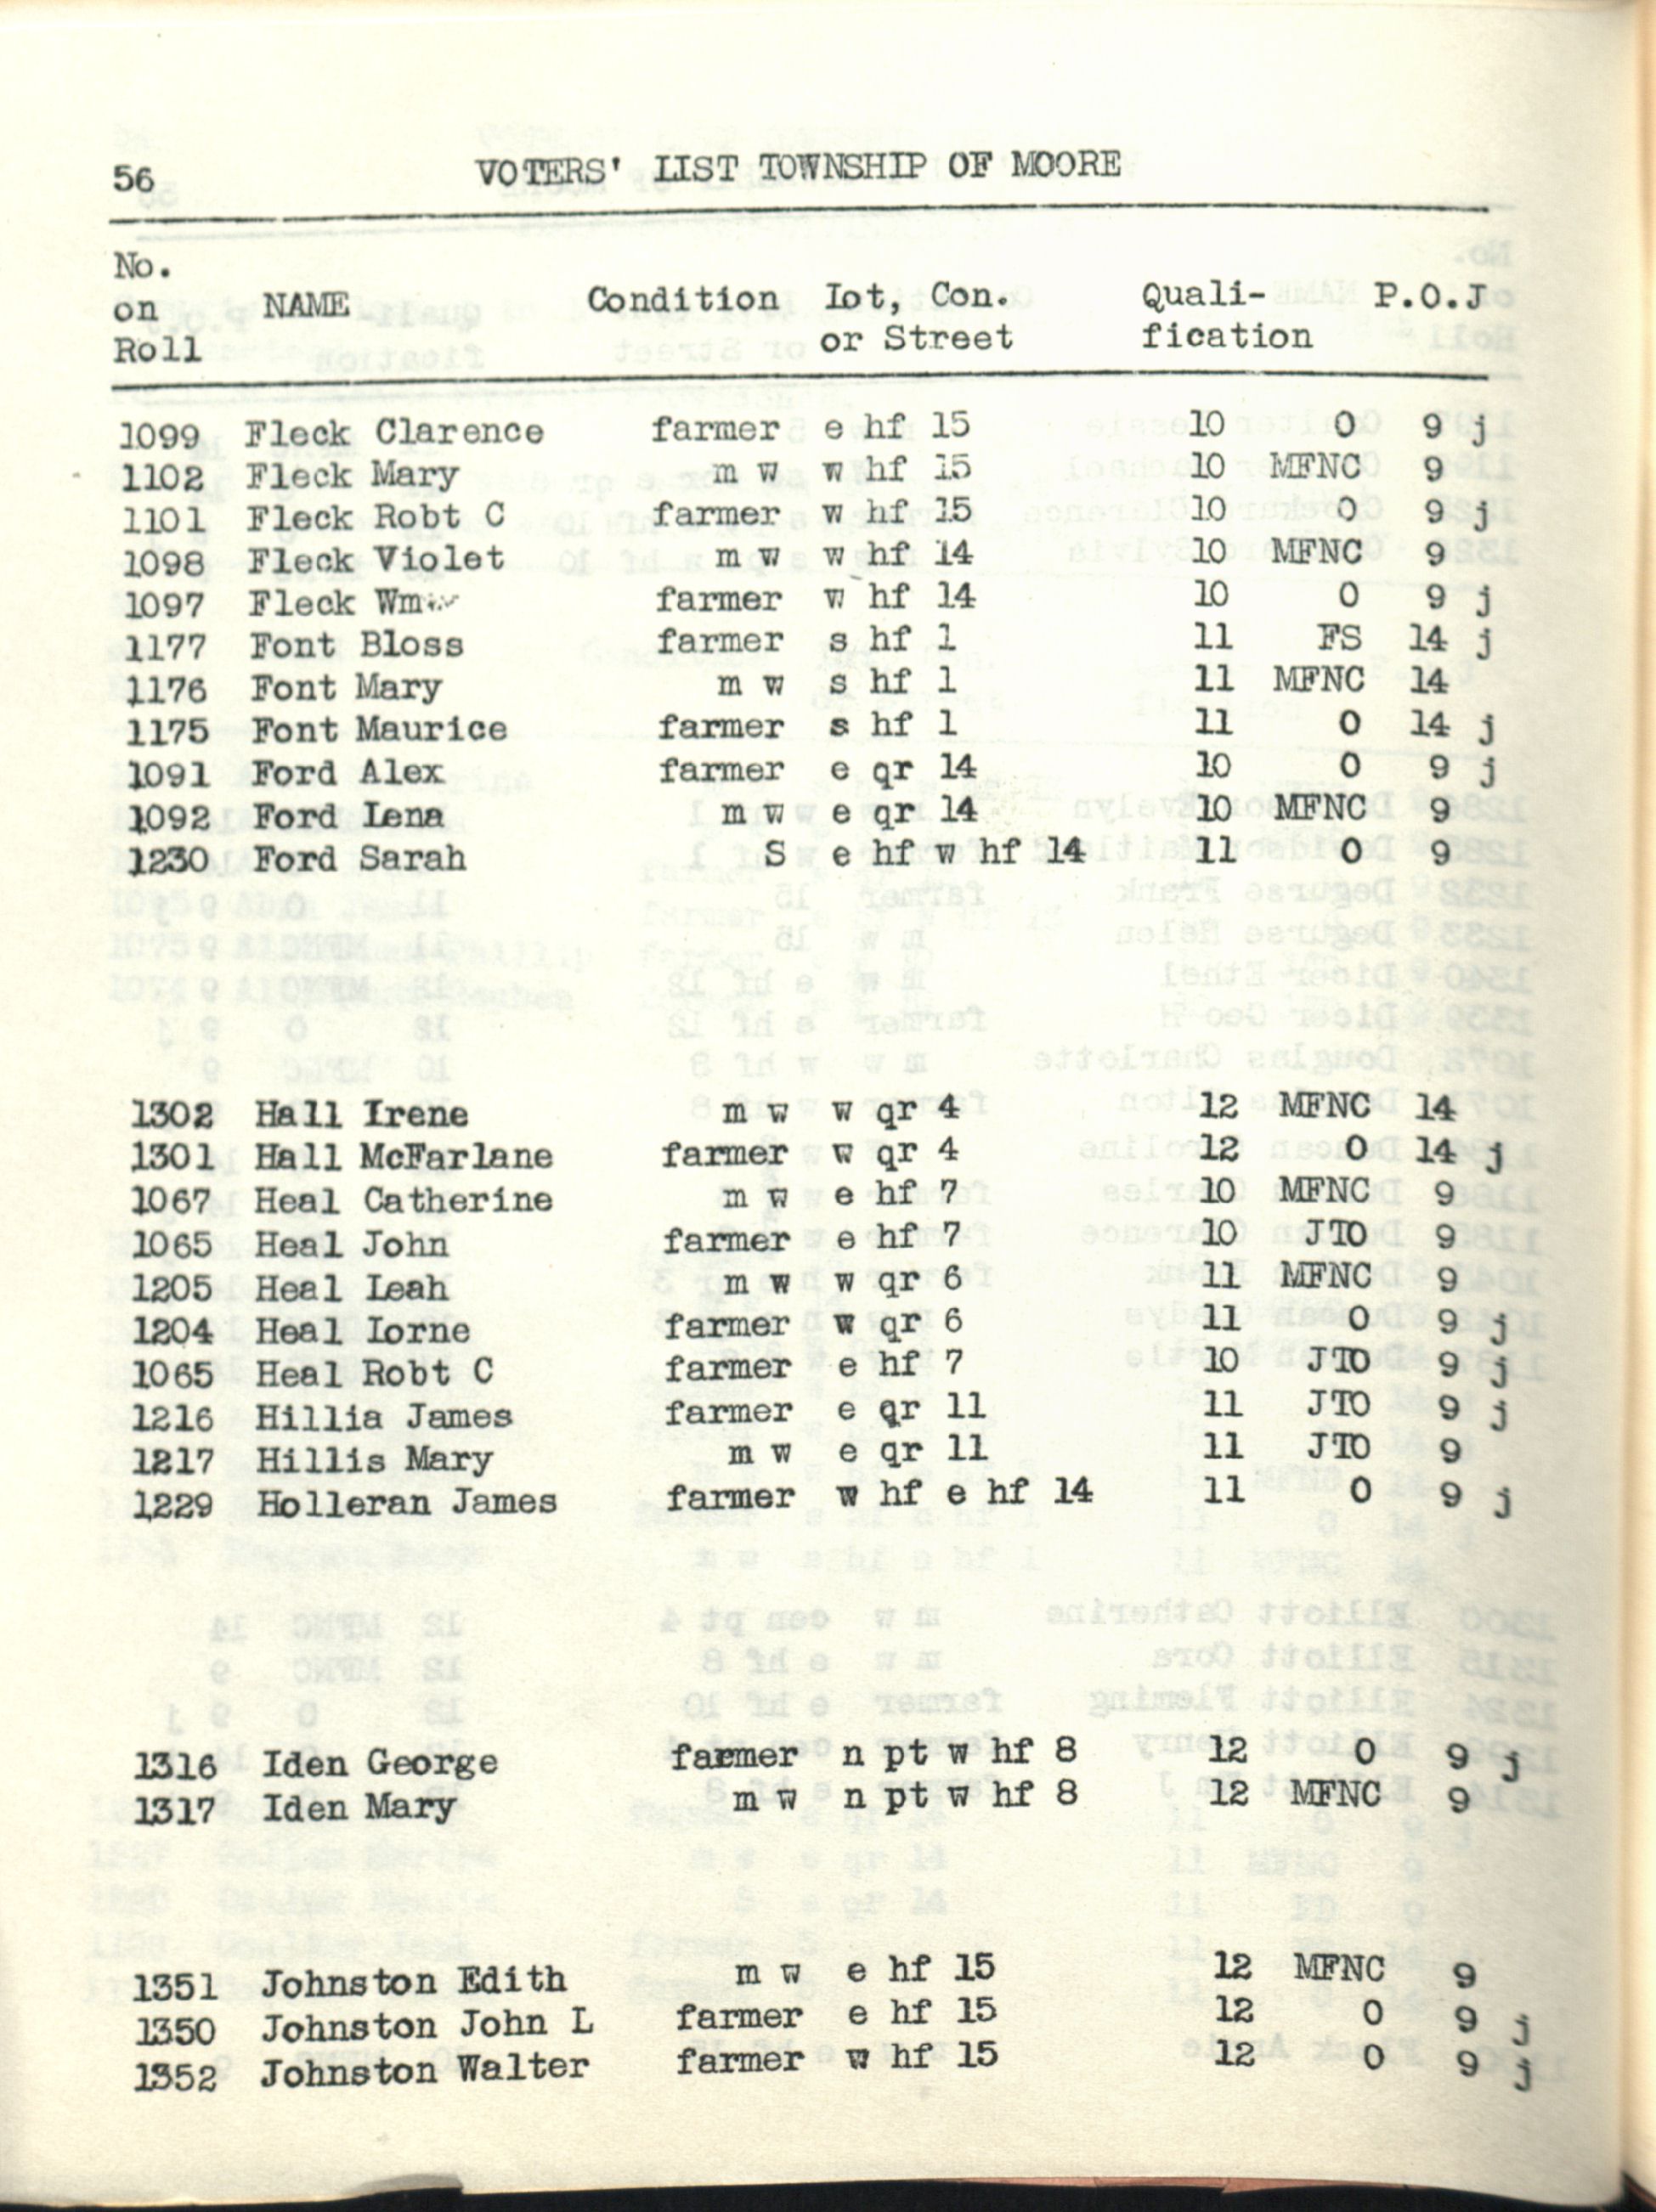 56 VOTERS' LIST TOWNSHIP OF MOORE
No.
on NAME Condition Lot, Con. Quali- P.O.J
Roll or Street fication
1099 Fleck Clarence farmer e hf 15 10 O 9 j
1102 Fleck Mary m w w hf 15 10 MFNC 9
1101 Fleck Robt C farmer w hf 15 10 O 9 j
1098 Fleck Violet m w w hf 14 10 MFNC 9
1097 Fleck Wm farmer w hf 14 10 O 9 j
1177 Font Bloss farmer s hf 1 11 FS 14 j
1176 Font Mary m w s hf 1 11 MFNC 14
1175 Font Maurice farmer s hf 1 11 O 14 j
1091 Ford Alex farmer e qr 14 10 O 9 j
1092 Ford Lena m w e qr 14 10 MFNC 9
1230 Ford Sarah S e hf w hf 14 11 O 9
1302 Hall Irene m w w qr 4 12 MFNC 14
1301 Hall McFarlane farmer w qr 4 12 O 14 j
1067 Heal Catherine m w e hf 7 10 MFNC 9
1065 Heal John farmer e hf 7 10 JTO 9
1205 Heal Leah m w w qr 6 11 MFNC 9
1204 Heal Lorne farmer w qr 6 11 O 9 j
1065 Heal Robt C farmer e hf 7 10 JTO 9 j
1216 Hillia James farmer e qr 11 11 JTO 9 j
1217 Hillis Mary m w e qr 11 11 JTO 9
1229 Holleran James farmer w hf e hf 14 11 O 9 j
1316 Iden George farmer n pt w hf 8 12 O 9 j
1317 Iden Mary m w n pt w hf 8 12 MFNC 9
1351 Johnston Edith m w e hf 15 12 MFNC 9
1350 Johnston John L farmer e hf 15 12 O 9 j
1352 Johnston Walter farmer w hf 15 12 O 9 j